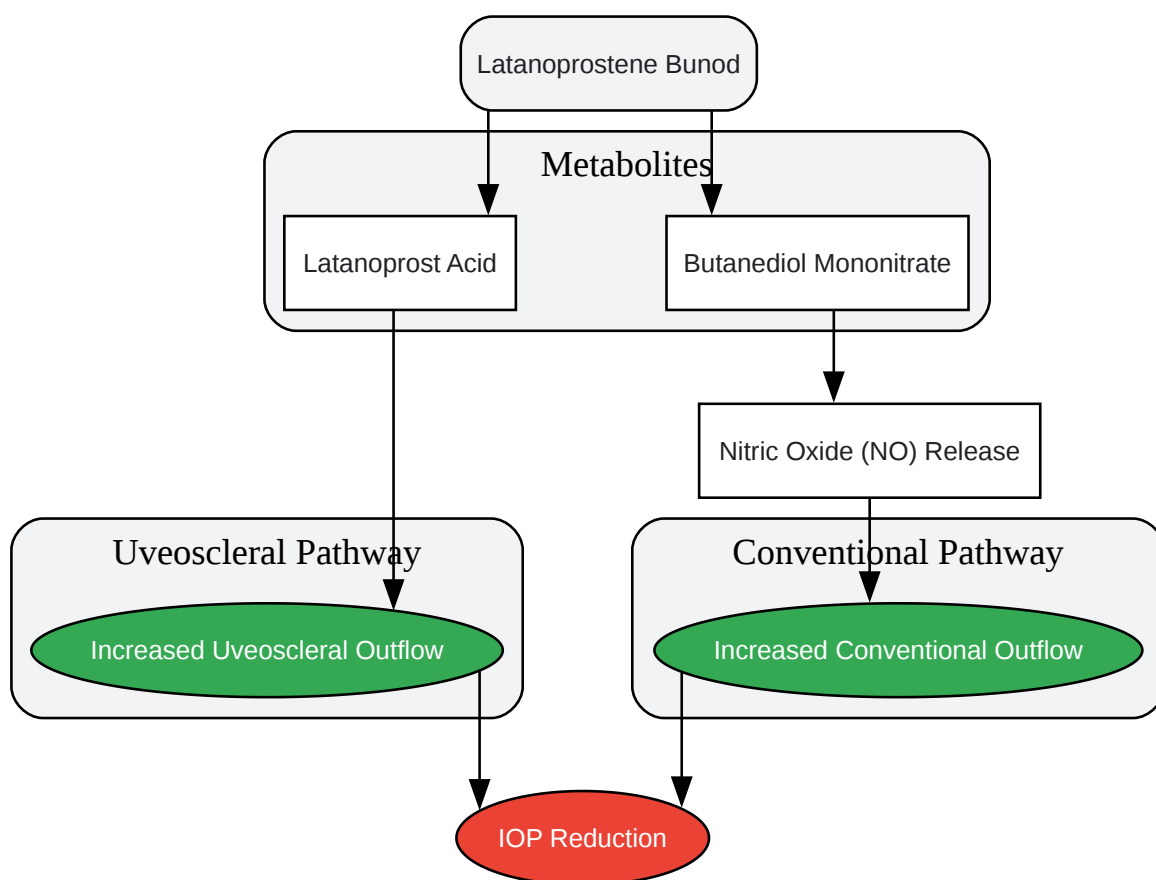 Latanoprostene Bunod
Metabolites
Latanoprost Acid
Butanediol Mononitrate
Nitric Oxide (NO) Release
Uveoscleral Pathway
Conventional Pathway
Increased Uveoscleral Outflow
Increased Conventional Outflow
IOP Reduction